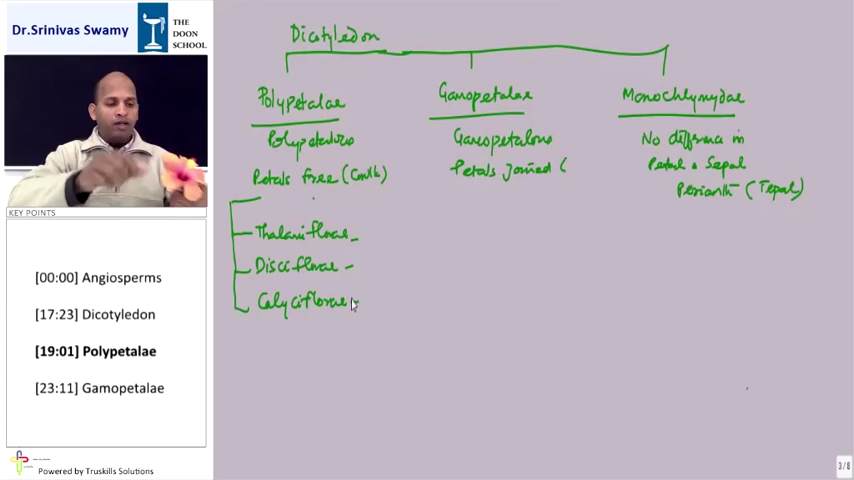 Dr.Srinivas Swamy
THE
DOON
SCHOOL
KEY POINTS
[00:00] Angiosperms
[17:23] Dicotyledon
[19:01] Polypetalae
[23:11] Gamopetalae
Powered by Truskills Solutions
Dicotyledon
Polypetalae
Polypetalous
Petals free (
Thalamiflorae -
Disciflorae -
Calyciflorae -
Gamopetalae
Gamopetalous
Petals Joined (
Monochlymydae
No difference in
Petal & Sepal
Perianth (Tepal)
3/8